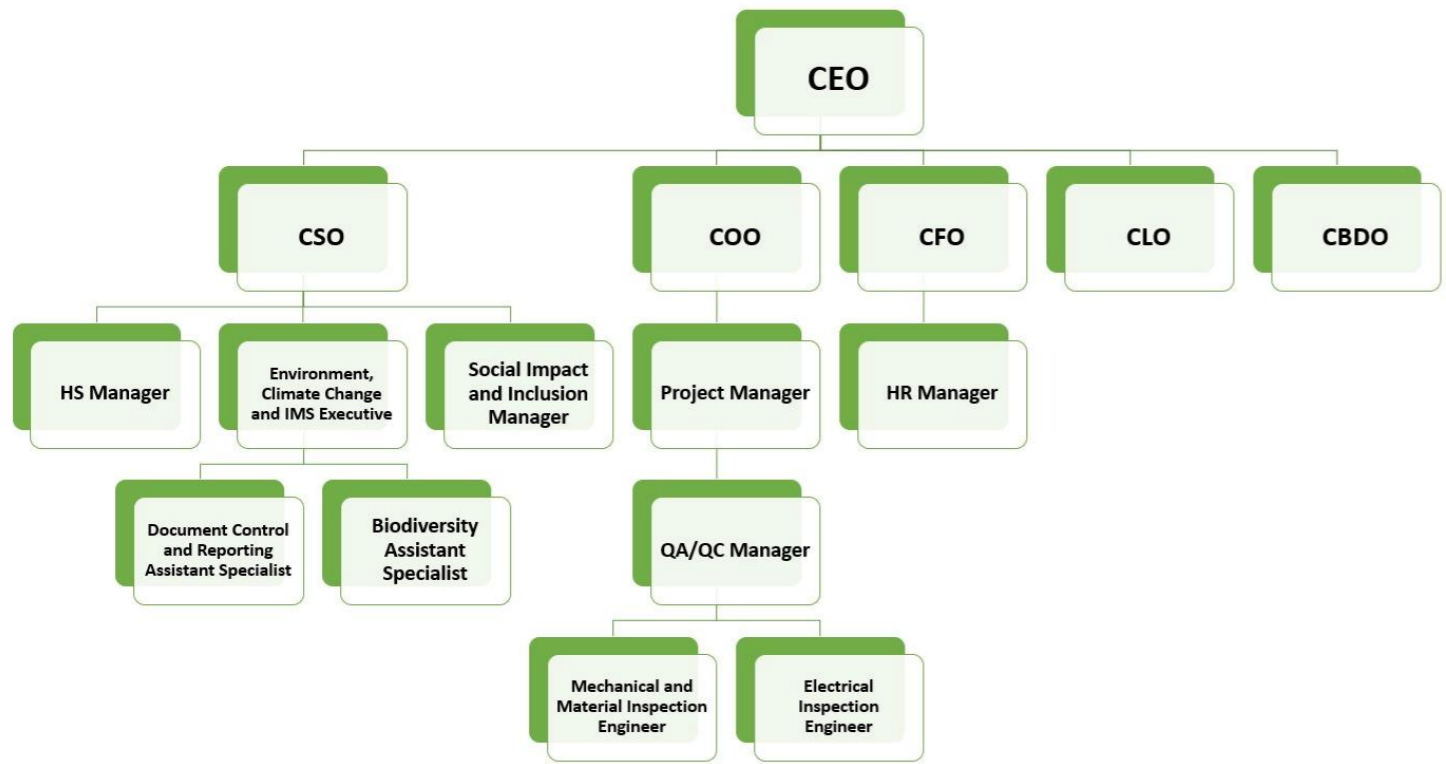 CEO
CSO
COO
CFO
CLO
CBDO
HS Manager
Environment,
Climate Change
and IMS Executive
Social Impact
and Inclusion
Manager
Project Manager
HR Manager
Document Control
and Reporting
Assistant Specialist
Biodiversity
Assistant
Specialist
QA/QC Manager
Mechanical and
Material Inspection
Engineer
Electrical
Inspection
Engineer